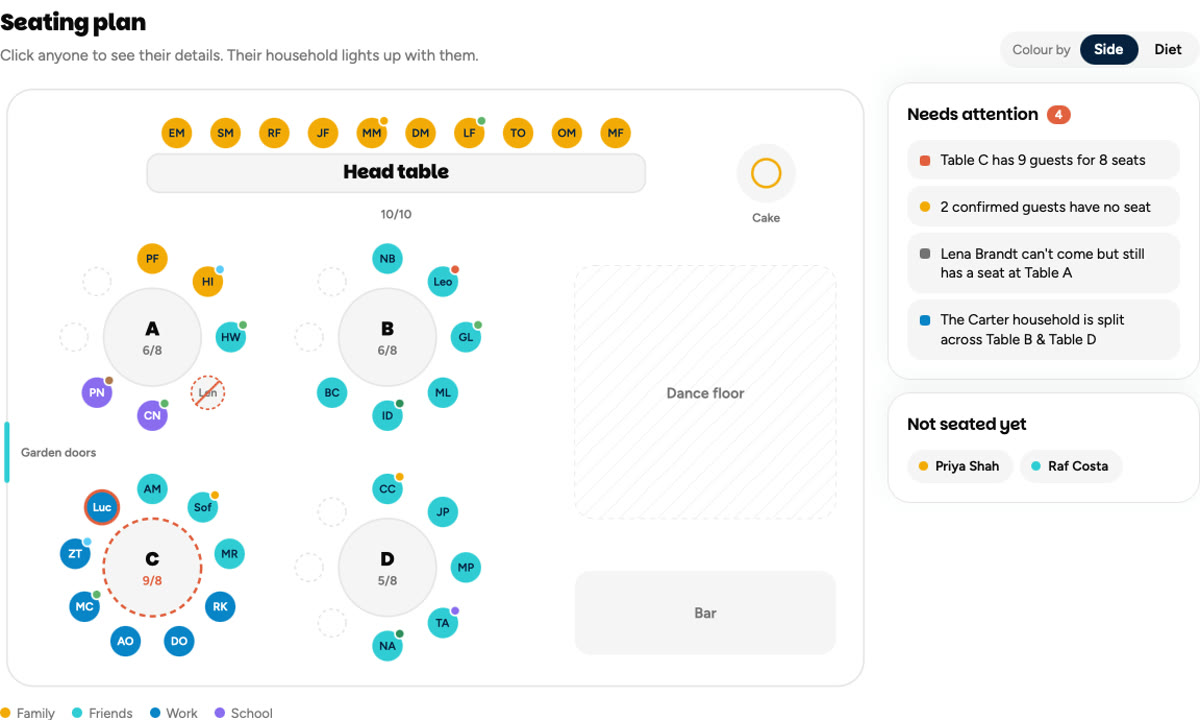 Seating plan
Click anyone to see their details. Their household lights up with them.
Colour by Side Diet
EM SM RF JF MM DM LF TO OM MF
Head table
10/10
Cake
PF
HI
HW
Len
CN
PN
A
6/8
NB
Leo
GL
ML
ID
BC
B
6/8
Garden doors
Dance floor
AM
Sof
MR
RK
DO
AO
MC
ZT
Luc
C
9/8
CC
JP
MP
TA
NA
D
5/8
Bar
Family Friends Work School
Needs attention 4
Table C has 9 guests for 8 seats
2 confirmed guests have no seat
Lena Brandt can't come but still
has a seat at Table A
The Carter household is split
across Table B & Table D
Not seated yet
Priya Shah Raf Costa